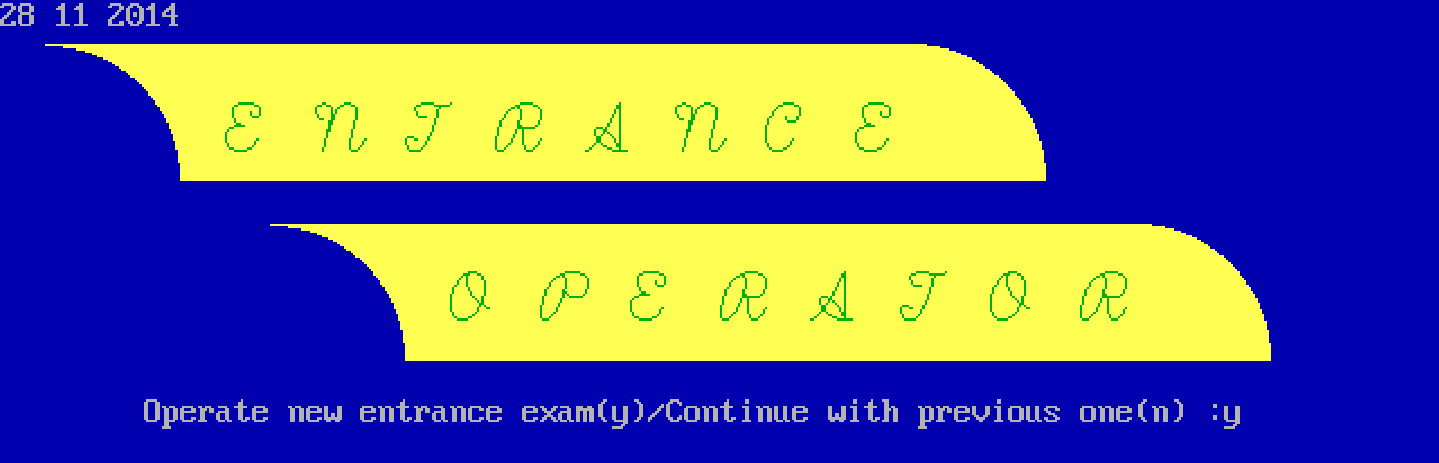 28 11 2014
E N T R A N C E
O P E R A T O R
Operate new entrance exam(y)/Continue with previous one(n) :y